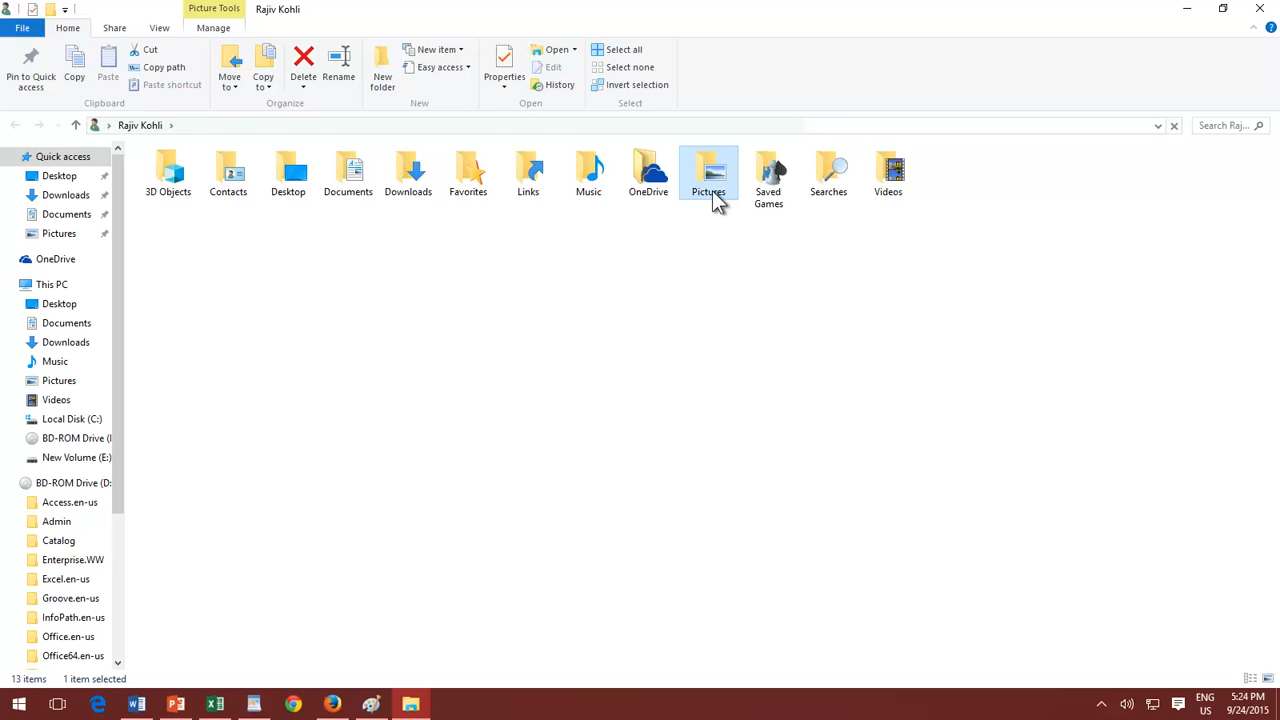 Picture Tools
Rajiv Kohli
File
Home
Share
View
Manage
Pin to Quick access
Copy
Paste
Cut
Copy path
Paste shortcut
Clipboard
Move to
Copy to
Delete
Rename
Organize
New folder
New item
Easy access
New
Properties
Open
Edit
History
Open
Select all
Select none
Invert selection
Select
Rajiv Kohli
Search Raj...
Quick access
Desktop
Downloads
Documents
Pictures
OneDrive
This PC
Desktop
Documents
Downloads
Music
Pictures
Videos
Local Disk (C:)
BD-ROM Drive (
New Volume (E:)
BD-ROM Drive (D:
Access.en-us
Admin
Catalog
Enterprise.WW
Excel.en-us
Groove.en-us
InfoPath.en-us
Office.en-us
Office64.en-us
3D Objects
Contacts
Desktop
Documents
Downloads
Favorites
Links
Music
OneDrive
Pictures
Saved Games
Searches
Videos
13 items
1 item selected
ENG
US
5:24 PM
9/24/2015